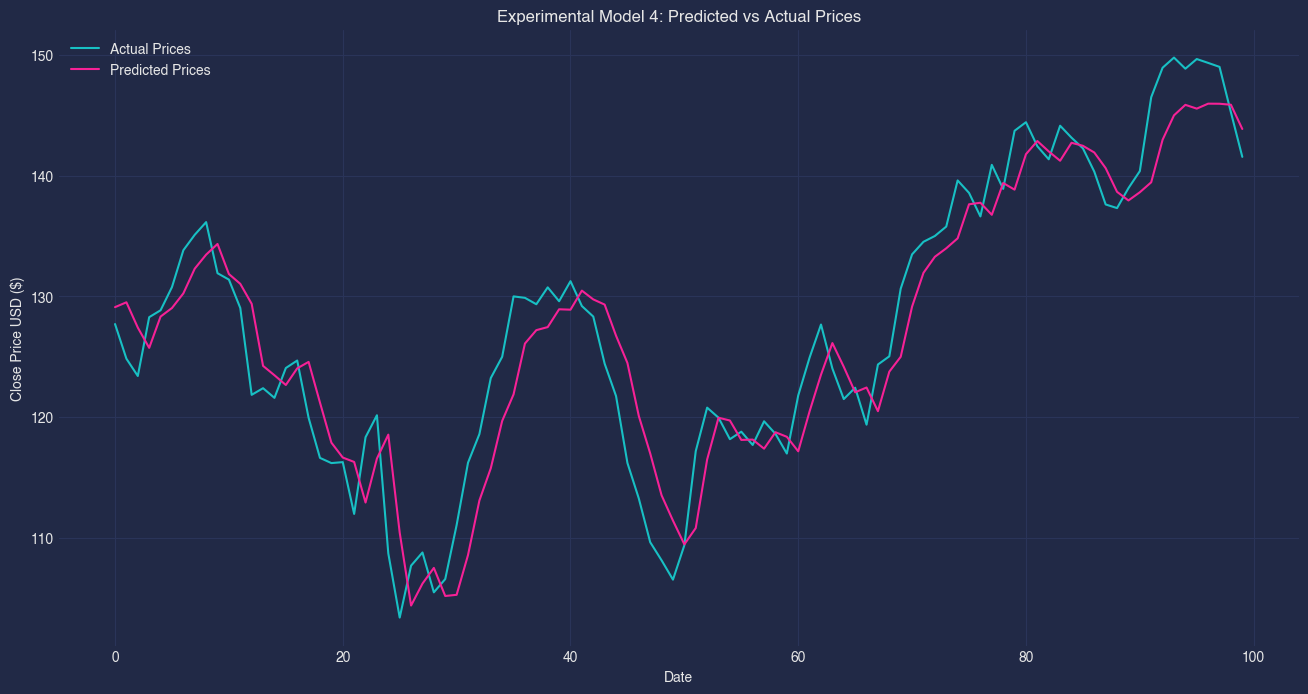 Experimental Model 4: Predicted vs Actual Prices
Actual Prices
Predicted Prices
150
140
130
120
110
Close Price USD ($)
0 20 40 60 80 100
Date